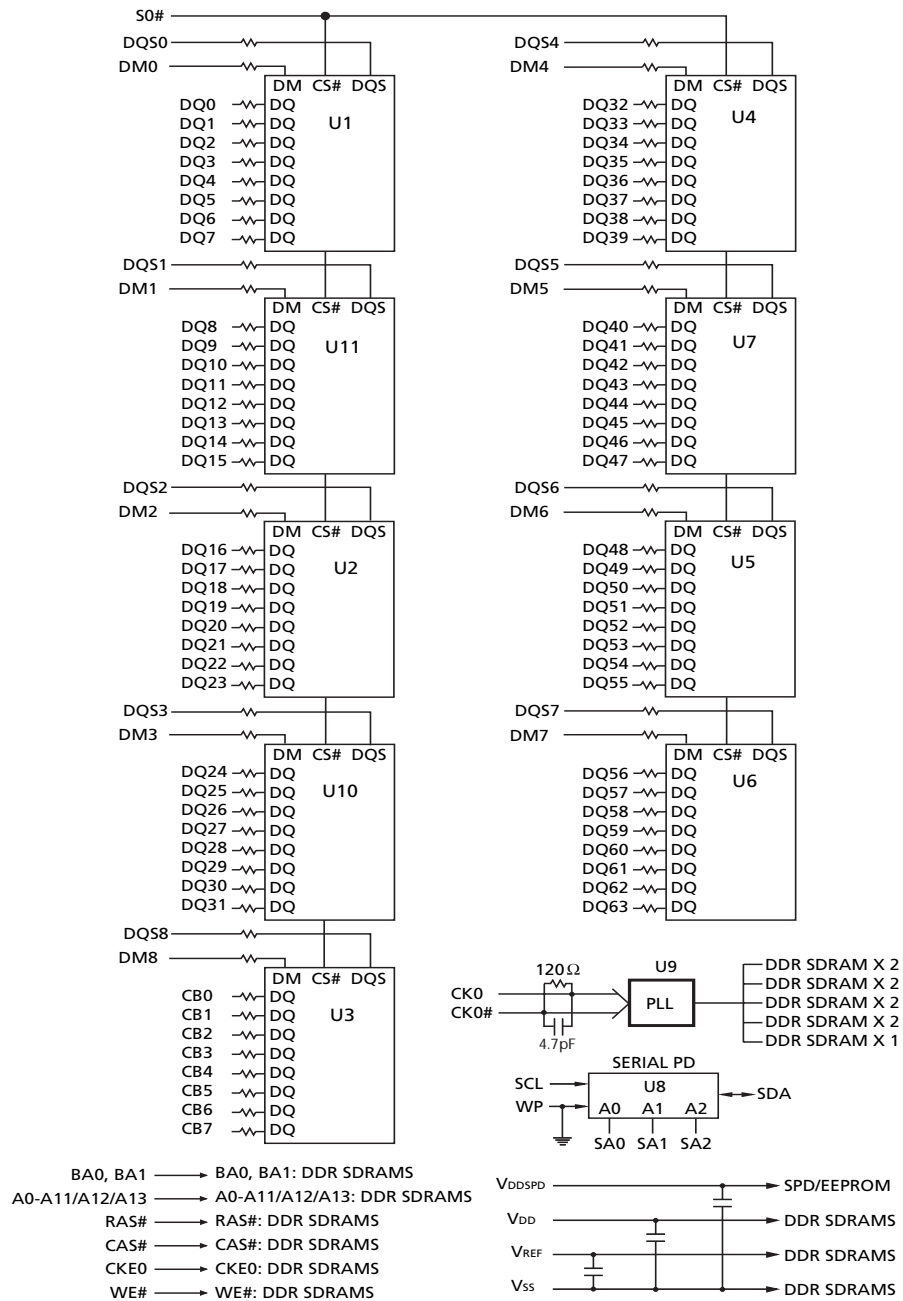 S0#
DQS0
DM0
DM CS# DQS
U1
DQ0 DQ
DQ1 DQ
DQ2 DQ
DQ3 DQ
DQ4 DQ
DQ5 DQ
DQ6 DQ
DQ7 DQ
DQS1
DM1
DM CS# DQS
U11
DQ8 DQ
DQ9 DQ
DQ10 DQ
DQ11 DQ
DQ12 DQ
DQ13 DQ
DQ14 DQ
DQ15 DQ
DQS2
DM2
DM CS# DQS
U2
DQ16 DQ
DQ17 DQ
DQ18 DQ
DQ19 DQ
DQ20 DQ
DQ21 DQ
DQ22 DQ
DQ23 DQ
DQS3
DM3
DM CS# DQS
U10
DQ24 DQ
DQ25 DQ
DQ26 DQ
DQ27 DQ
DQ28 DQ
DQ29 DQ
DQ30 DQ
DQ31 DQ
DQS8
DM8
DM CS# DQS
U3
CB0 DQ
CB1 DQ
CB2 DQ
CB3 DQ
CB4 DQ
CB5 DQ
CB6 DQ
CB7 DQ
DQS4
DM4
DM CS# DQS
U4
DQ32 DQ
DQ33 DQ
DQ34 DQ
DQ35 DQ
DQ36 DQ
DQ37 DQ
DQ38 DQ
DQ39 DQ
DQS5
DM5
DM CS# DQS
U7
DQ40 DQ
DQ41 DQ
DQ42 DQ
DQ43 DQ
DQ44 DQ
DQ45 DQ
DQ46 DQ
DQ47 DQ
DQS6
DM6
DM CS# DQS
U5
DQ48 DQ
DQ49 DQ
DQ50 DQ
DQ51 DQ
DQ52 DQ
DQ53 DQ
DQ54 DQ
DQ55 DQ
DQS7
DM7
DM CS# DQS
U6
DQ56 DQ
DQ57 DQ
DQ58 DQ
DQ59 DQ
DQ60 DQ
DQ61 DQ
DQ62 DQ
DQ63 DQ
120Ω
U9
CK0
CK0#
PLL
4.7pF
DDR SDRAM X 2
DDR SDRAM X 2
DDR SDRAM X 2
DDR SDRAM X 2
DDR SDRAM X 1
SERIAL PD
SCL
U8
SDA
WP
A0 A1 A2
SA0 SA1 SA2
BA0, BA1 BA0, BA1: DDR SDRAMS
A0-A11/A12/A13 A0-A11/A12/A13: DDR SDRAMS
RAS# RAS#: DDR SDRAMS
CAS# CAS#: DDR SDRAMS
CKE0 CKE0: DDR SDRAMS
WE# WE#: DDR SDRAMS
VDDSPD SPD/EEPROM
VDD DDR SDRAMS
VREF DDR SDRAMS
VSS DDR SDRAMS